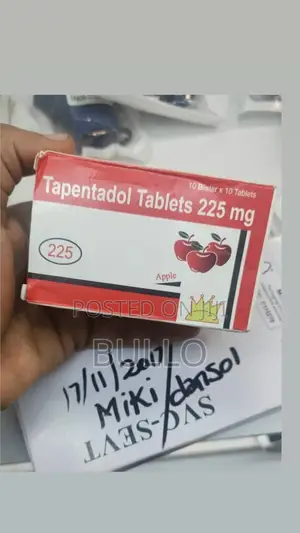 10 Blister x 10 Tablets
Tapentadol Tablets 225 mg
225
Apple
POSTED ON
BULLO
17/11/2017
Miki/dansol
SVC-SEVT